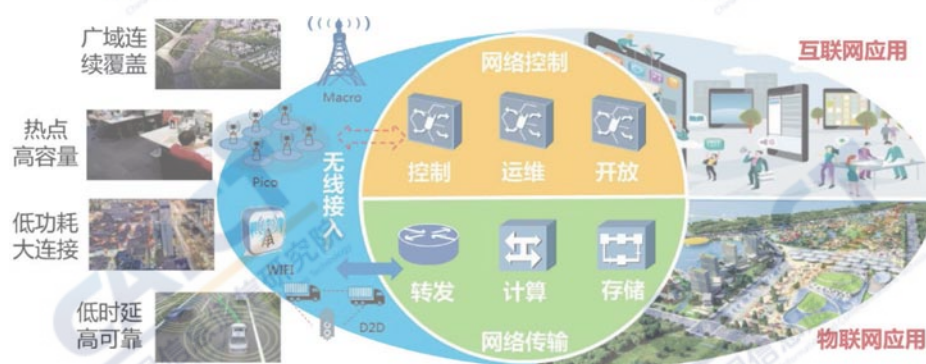 广域连
续覆盖
热点
高容量
低功耗
大连接
低时延
高可靠
Macro
Pico
WIFI
D2D
无线接入
网络控制
控制
运维
开放
转发
计算
存储
网络传输
互联网应用
物联网应用